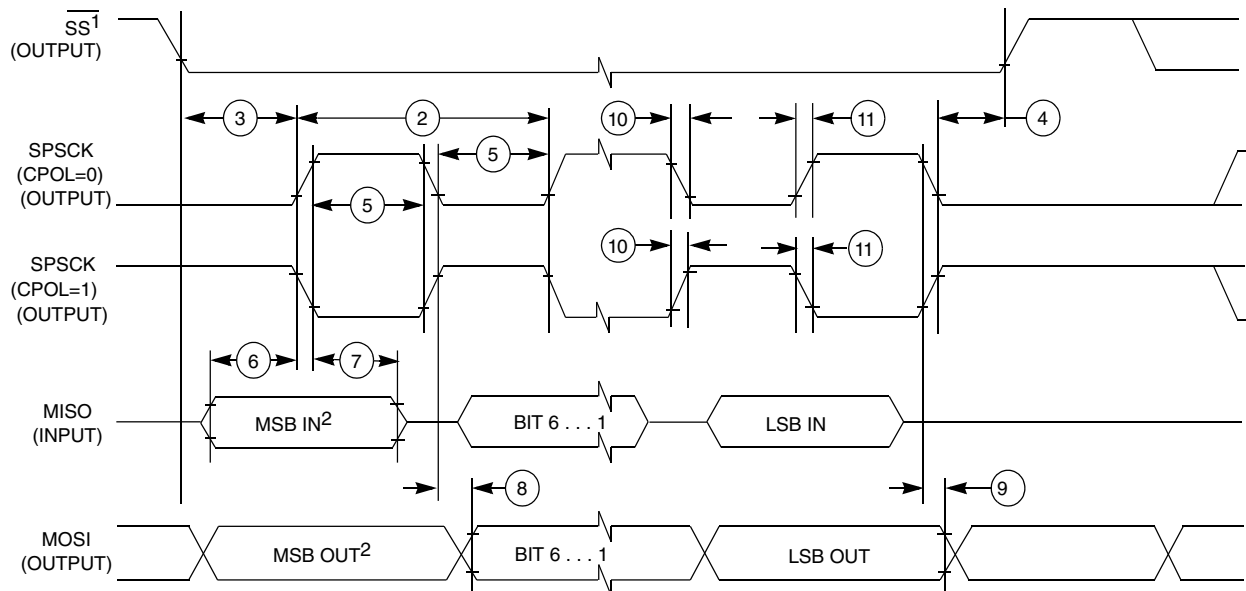 SS1
(OUTPUT)
3
2
10
11
4
SPSCK
(CPOL=0)
(OUTPUT)
5
5
SPSCK
(CPOL=1)
(OUTPUT)
10
11
6
7
MISO
(INPUT)
MSB IN2
BIT 6 . . . 1
LSB IN
8
9
MOSI
(OUTPUT)
MSB OUT2
BIT 6 . . . 1
LSB OUT